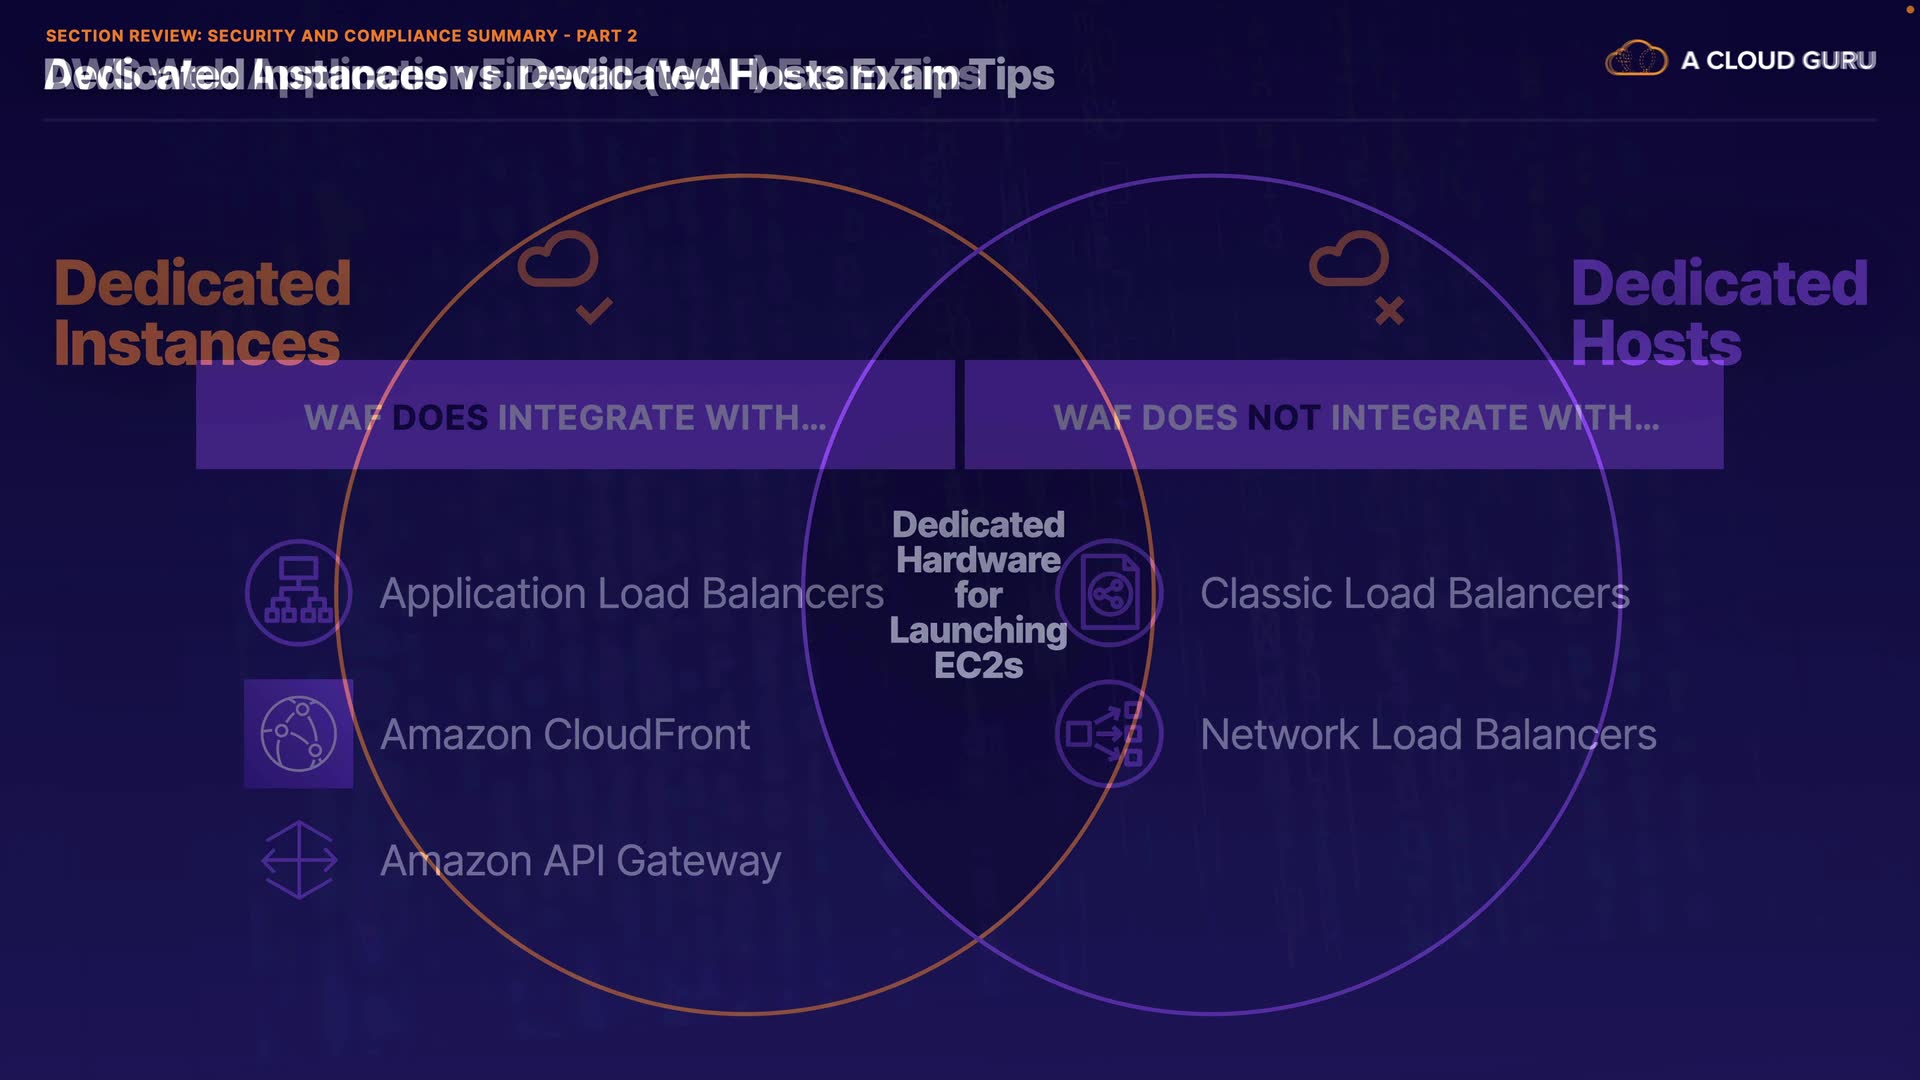 SECTION REVIEW: SECURITY AND COMPLIANCE SUMMARY - PART 2
Dedicated Instances vs. Dedicated Hosts Exam Tips
A CLOUD GURU
Dedicated
Instances
Dedicated
Hosts
WAF DOES INTEGRATE WITH...
WAF DOES NOT INTEGRATE WITH...
Dedicated
Hardware
for
Launching
EC2s
Application Load Balancers
Classic Load Balancers
Amazon CloudFront
Network Load Balancers
Amazon API Gateway